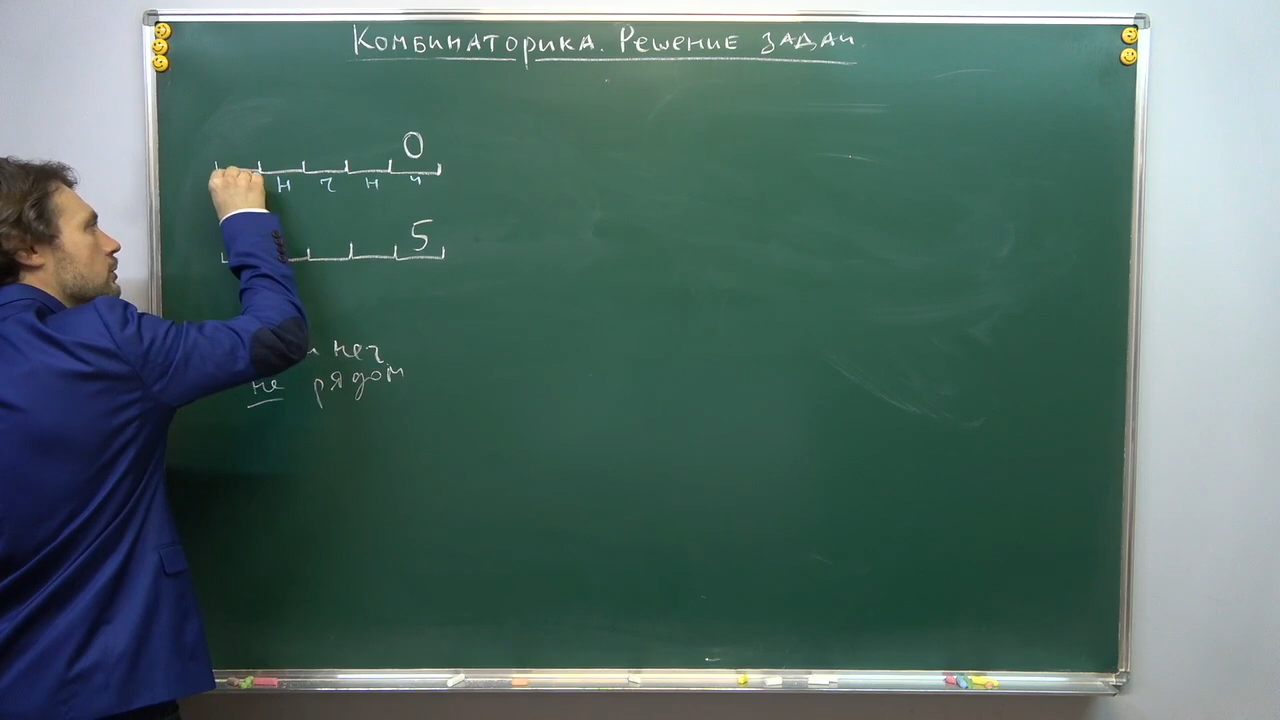 Комбинаторика. Решение задач.
0
н ч н ч
5
и неч
не рядом